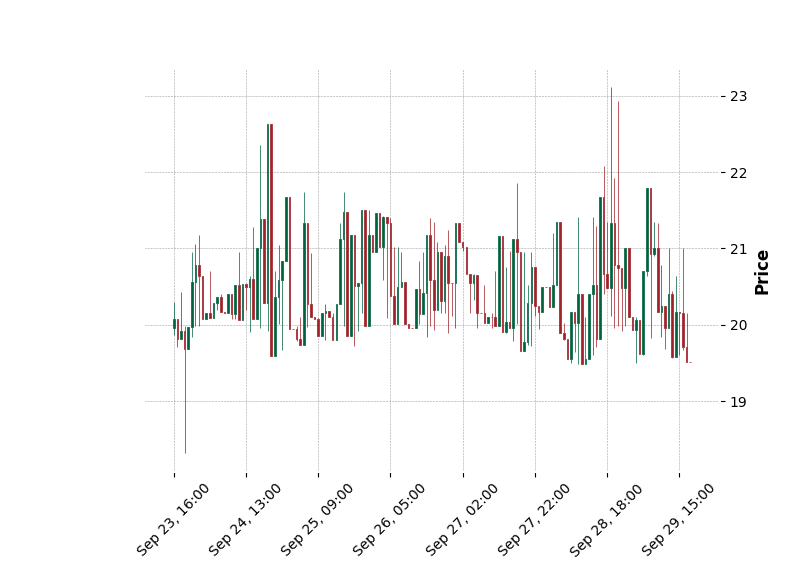 23
22
21
20
19
Price
Sep 23, 16:00
Sep 24, 13:00
Sep 25, 09:00
Sep 26, 05:00
Sep 27, 02:00
Sep 27, 22:00
Sep 28, 18:00
Sep 29, 15:00